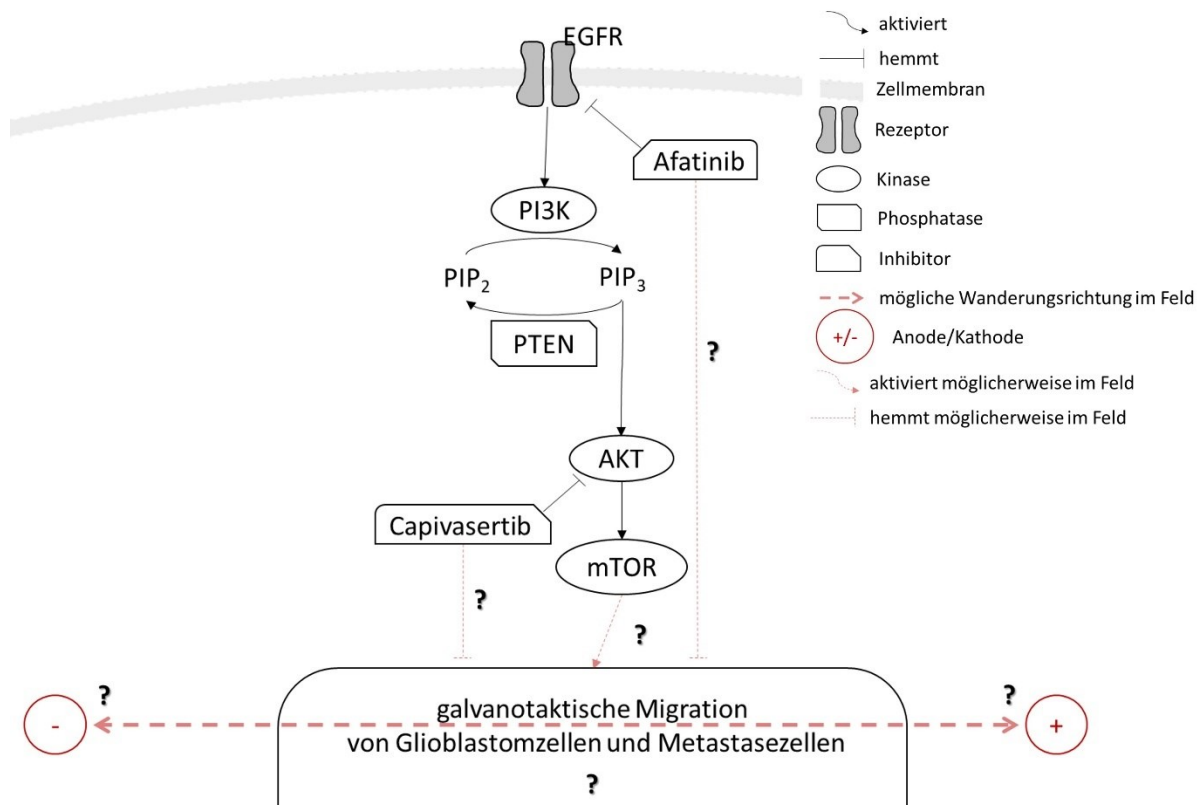 EGFR
Afatinib
PI3K
PIP₂
PIP₃
PTEN
?
AKT
Capivasertib
mTOR
?
?
galvanotaktische Migration
von Glioblastomzellen und Metastasezellen
?
?
-
?
+
aktiviert
hemmt
Zellmembran
Rezeptor
Kinase
Phosphatase
Inhibitor
mögliche Wanderungsrichtung im Feld
+/- Anode/Kathode
aktiviert möglicherweise im Feld
hemmt möglicherweise im Feld